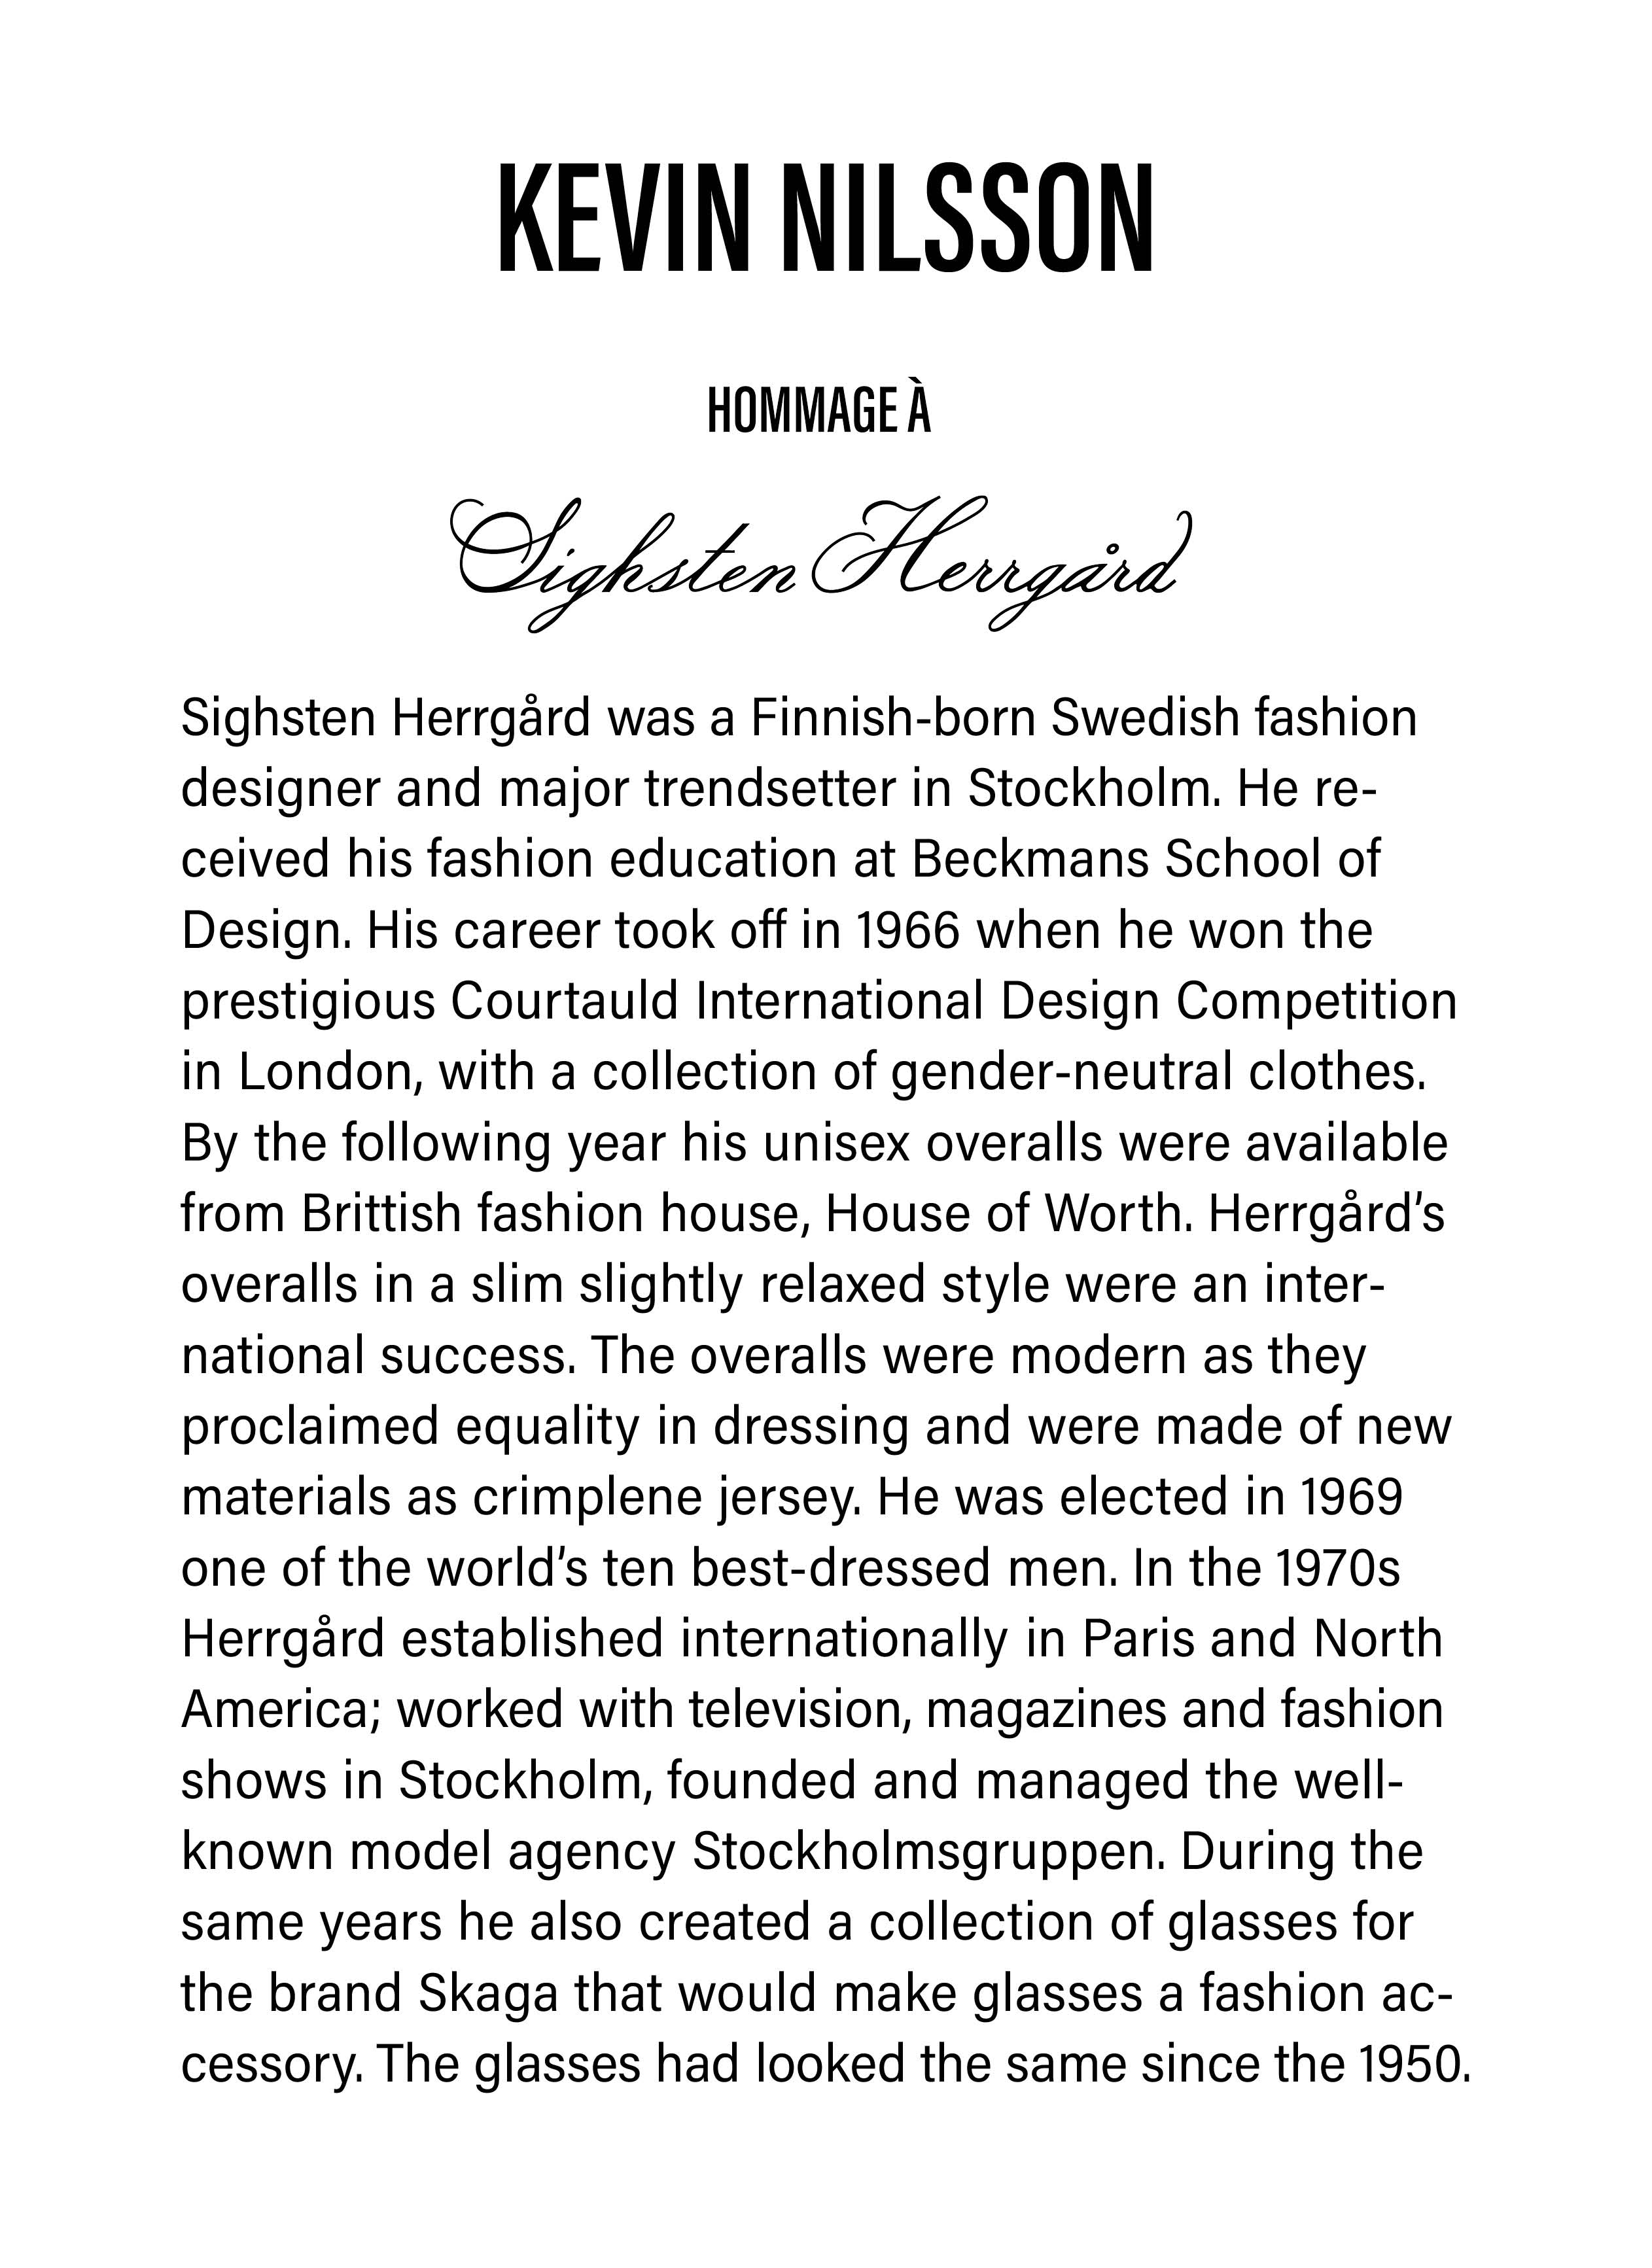 KEVIN NILSSON
HOMMAGE À
Sighsten Herrgård
Sighsten Herrgård was a Finnish-born Swedish fashion
designer and major trendsetter in Stockholm. He re-
ceived his fashion education at Beckmans School of
Design. His career took off in 1966 when he won the
prestigious Courtauld International Design Competition
in London, with a collection of gender-neutral clothes.
By the following year his unisex overalls were available
from Brittish fashion house, House of Worth. Herrgård’s
overalls in a slim slightly relaxed style were an inter-
national success. The overalls were modern as they
proclaimed equality in dressing and were made of new
materials as crimplene jersey. He was elected in 1969
one of the world’s ten best-dressed men. In the 1970s
Herrgård established internationally in Paris and North
America; worked with television, magazines and fashion
shows in Stockholm, founded and managed the well-
known model agency Stockholmsgruppen. During the
same years he also created a collection of glasses for
the brand Skaga that would make glasses a fashion ac-
cessory. The glasses had looked the same since the 1950.